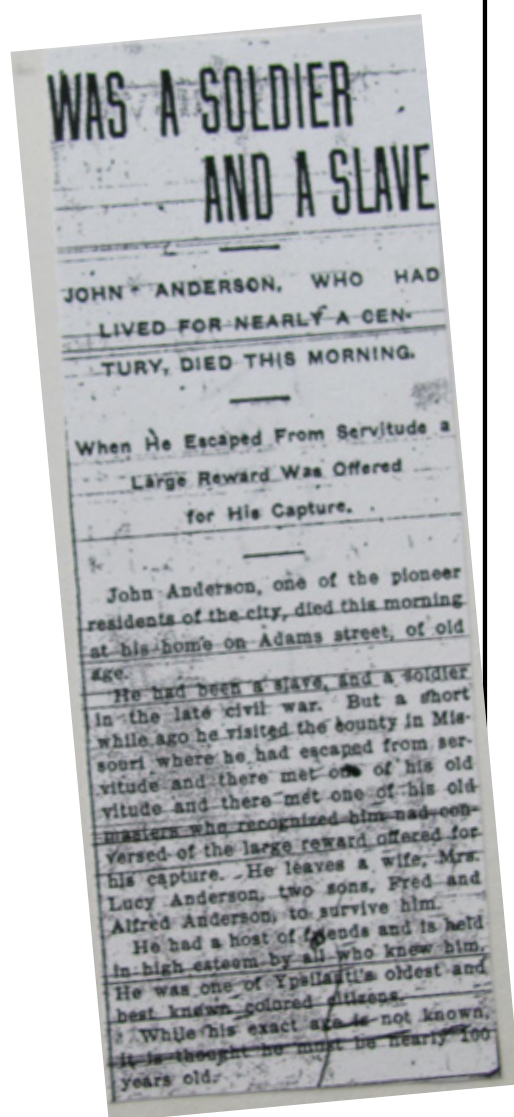 WAS A SOLDIER
AND A SLAVE
JOHN ANDERSON, WHO HAD
LIVED FOR NEARLY A CEN-
TURY, DIED THIS MORNING.
When He Escaped From Servitude a
Large Reward Was Offered
for His Capture.
John Anderson, one of the pioneer
residents of the city, died this morning
at his home on Adams street, of old
age.
He had been a slave, and a soldier
in the late civil war. But a short
while ago he visited the county in Mis-
souri where he had escaped from ser-
vitude and there met one of his old
vitude and there met one of his old
masters who recognized him and con-
versed of the large reward offered for
his capture. He leaves a wife, Mrs.
Lucy Anderson, two sons, Fred and
Alfred Anderson, to survive him.
He had a host of friends and is held
in high esteem by all who knew him.
He was one of Ypsilanti's oldest and
best known colored citizens.
While his exact age is not known,
it is thought he must be nearly 100
years old.